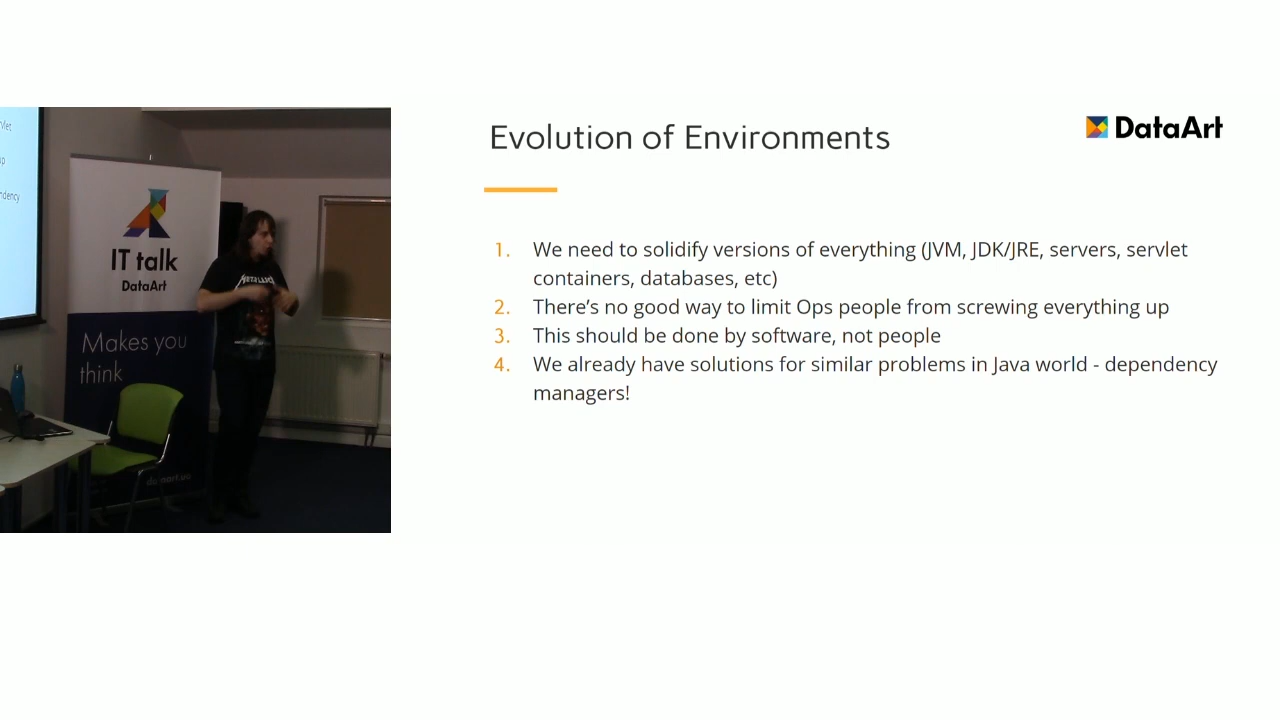 Evolution of Environments
DataArt
1. We need to solidify versions of everything (JVM, JDK/JRE, servers, servlet
containers, databases, etc)
2. There’s no good way to limit Ops people from screwing everything up
3. This should be done by software, not people
4. We already have solutions for similar problems in Java world - dependency
managers!
IT talk
DataArt
Makes you
think
dataart.ua
METALLICA